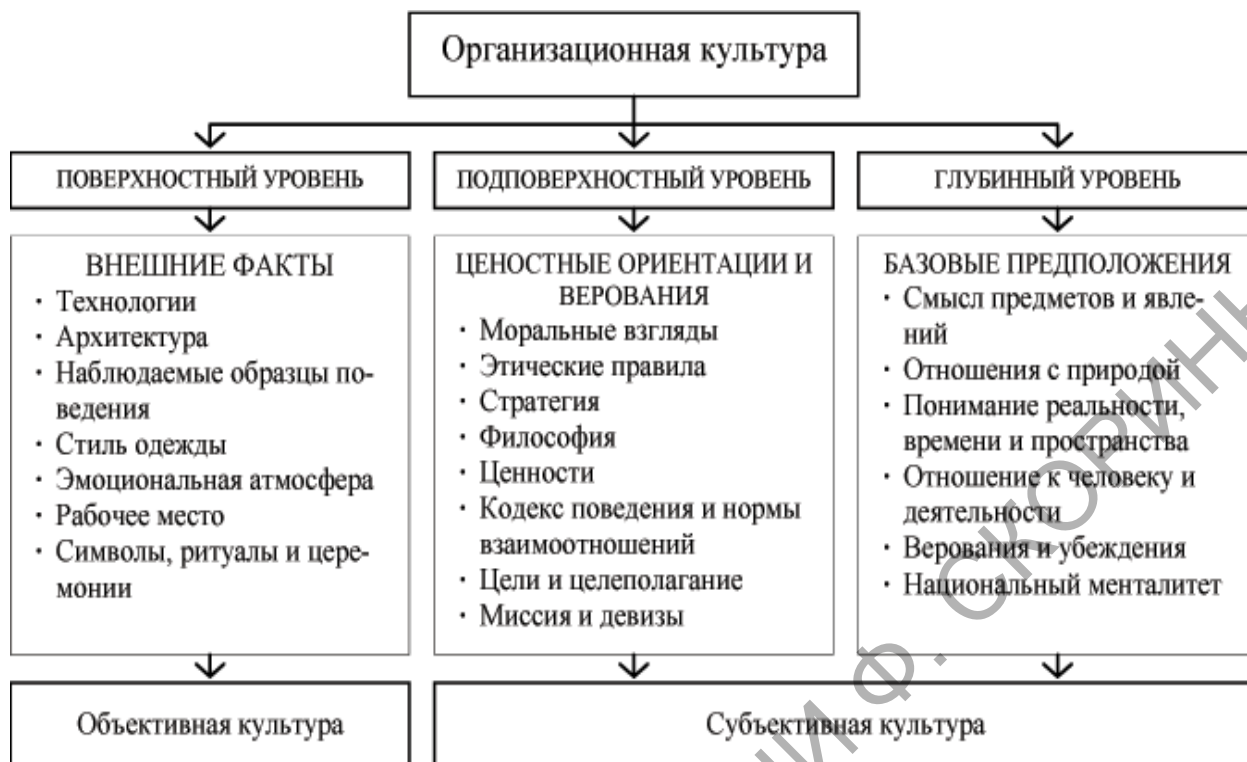 Организационная культура
ПОВЕРХНОСТНЫЙ УРОВЕНЬ
ПОДПОВЕРХНОСТНЫЙ УРОВЕНЬ
ГЛУБИННЫЙ УРОВЕНЬ
ВНЕШНИЕ ФАКТЫ
· Технологии
· Архитектура
· Наблюдаемые образцы по-
ведения
· Стиль одежды
· Эмоциональная атмосфера
· Рабочее место
· Символы, ритуалы и цере-
монии
ЦЕНОСТНЫЕ ОРИЕНТАЦИИ И
ВЕРОВАНИЯ
· Моральные взгляды
· Этические правила
· Стратегия
· Философия
· Ценности
· Кодекс поведения и нормы
взаимоотношений
· Цели и целеполагание
· Миссия и девизы
БАЗОВЫЕ ПРЕДПОЛОЖЕНИЯ
· Смысл предметов и явле-
ний
· Отношения с природой
· Понимание реальности,
времени и пространства
· Отношение к человеку и
деятельности
· Верования и убеждения
· Национальный менталитет
Объективная культура
Субъективная культура
Ф. СКОРИНЫ